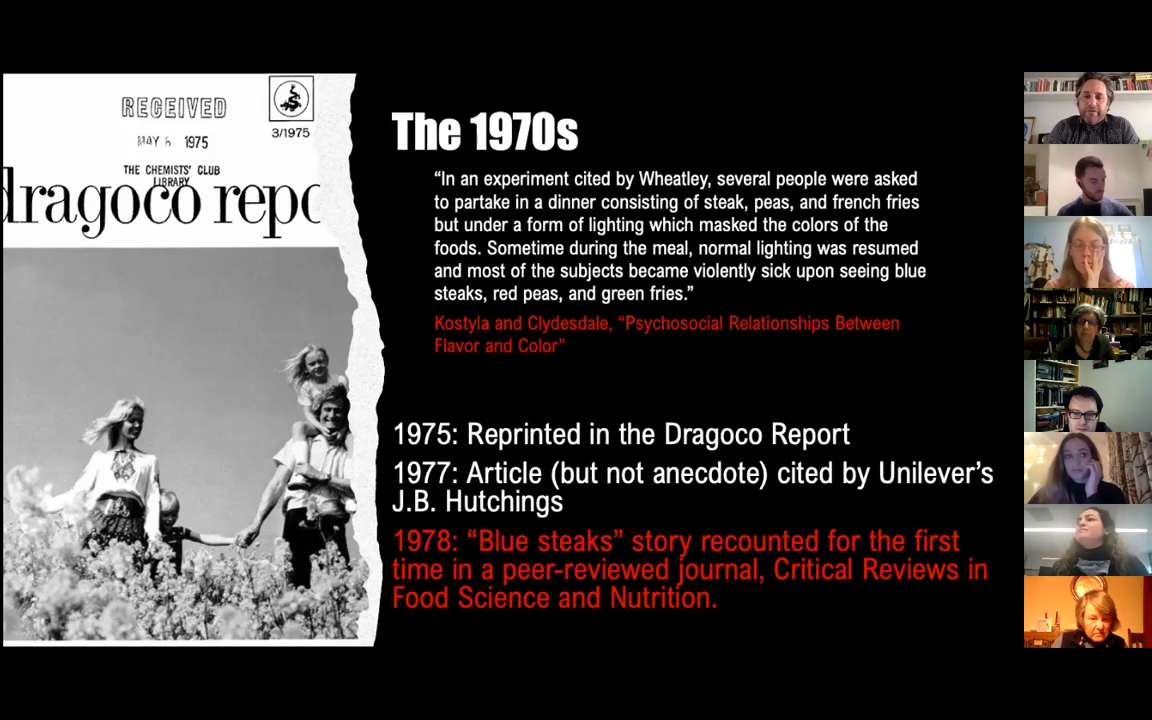 RECEIVED
MAY 6 1975
THE CHEMISTS' CLUB
LIBRARY
3/1975
dragoco repo
The 1970s
“In an experiment cited by Wheatley, several people were asked
to partake in a dinner consisting of steak, peas, and french fries
but under a form of lighting which masked the colors of the
foods. Sometime during the meal, normal lighting was resumed
and most of the subjects became violently sick upon seeing blue
steaks, red peas, and green fries.”
Kostyla and Clydesdale, “Psychosocial Relationships Between
Flavor and Color”
1975: Reprinted in the Dragoco Report
1977: Article (but not anecdote) cited by Unilever’s
J.B. Hutchings
1978: “Blue steaks” story recounted for the first
time in a peer-reviewed journal, Critical Reviews in
Food Science and Nutrition.